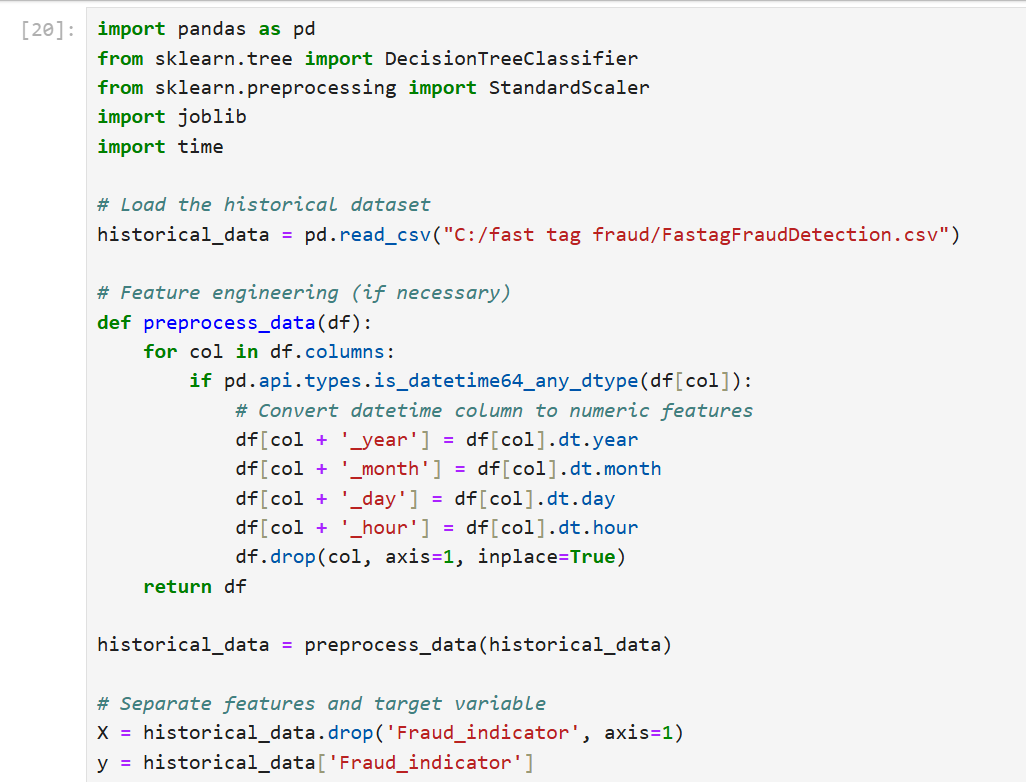 [20]:
import pandas as pd
from sklearn.tree import DecisionTreeClassifier
from sklearn.preprocessing import StandardScaler
import joblib
import time
# Load the historical dataset
historical_data = pd.read_csv("C:/fast tag fraud/FastagFraudDetection.csv")
# Feature engineering (if necessary)
def preprocess_data(df):
    for col in df.columns:
        if pd.api.types.is_datetime64_any_dtype(df[col]):
            # Convert datetime column to numeric features
            df[col + '_year'] = df[col].dt.year
            df[col + '_month'] = df[col].dt.month
            df[col + '_day'] = df[col].dt.day
            df[col + '_hour'] = df[col].dt.hour
            df.drop(col, axis=1, inplace=True)
    return df
historical_data = preprocess_data(historical_data)
# Separate features and target variable
X = historical_data.drop('Fraud_indicator', axis=1)
y = historical_data['Fraud_indicator']